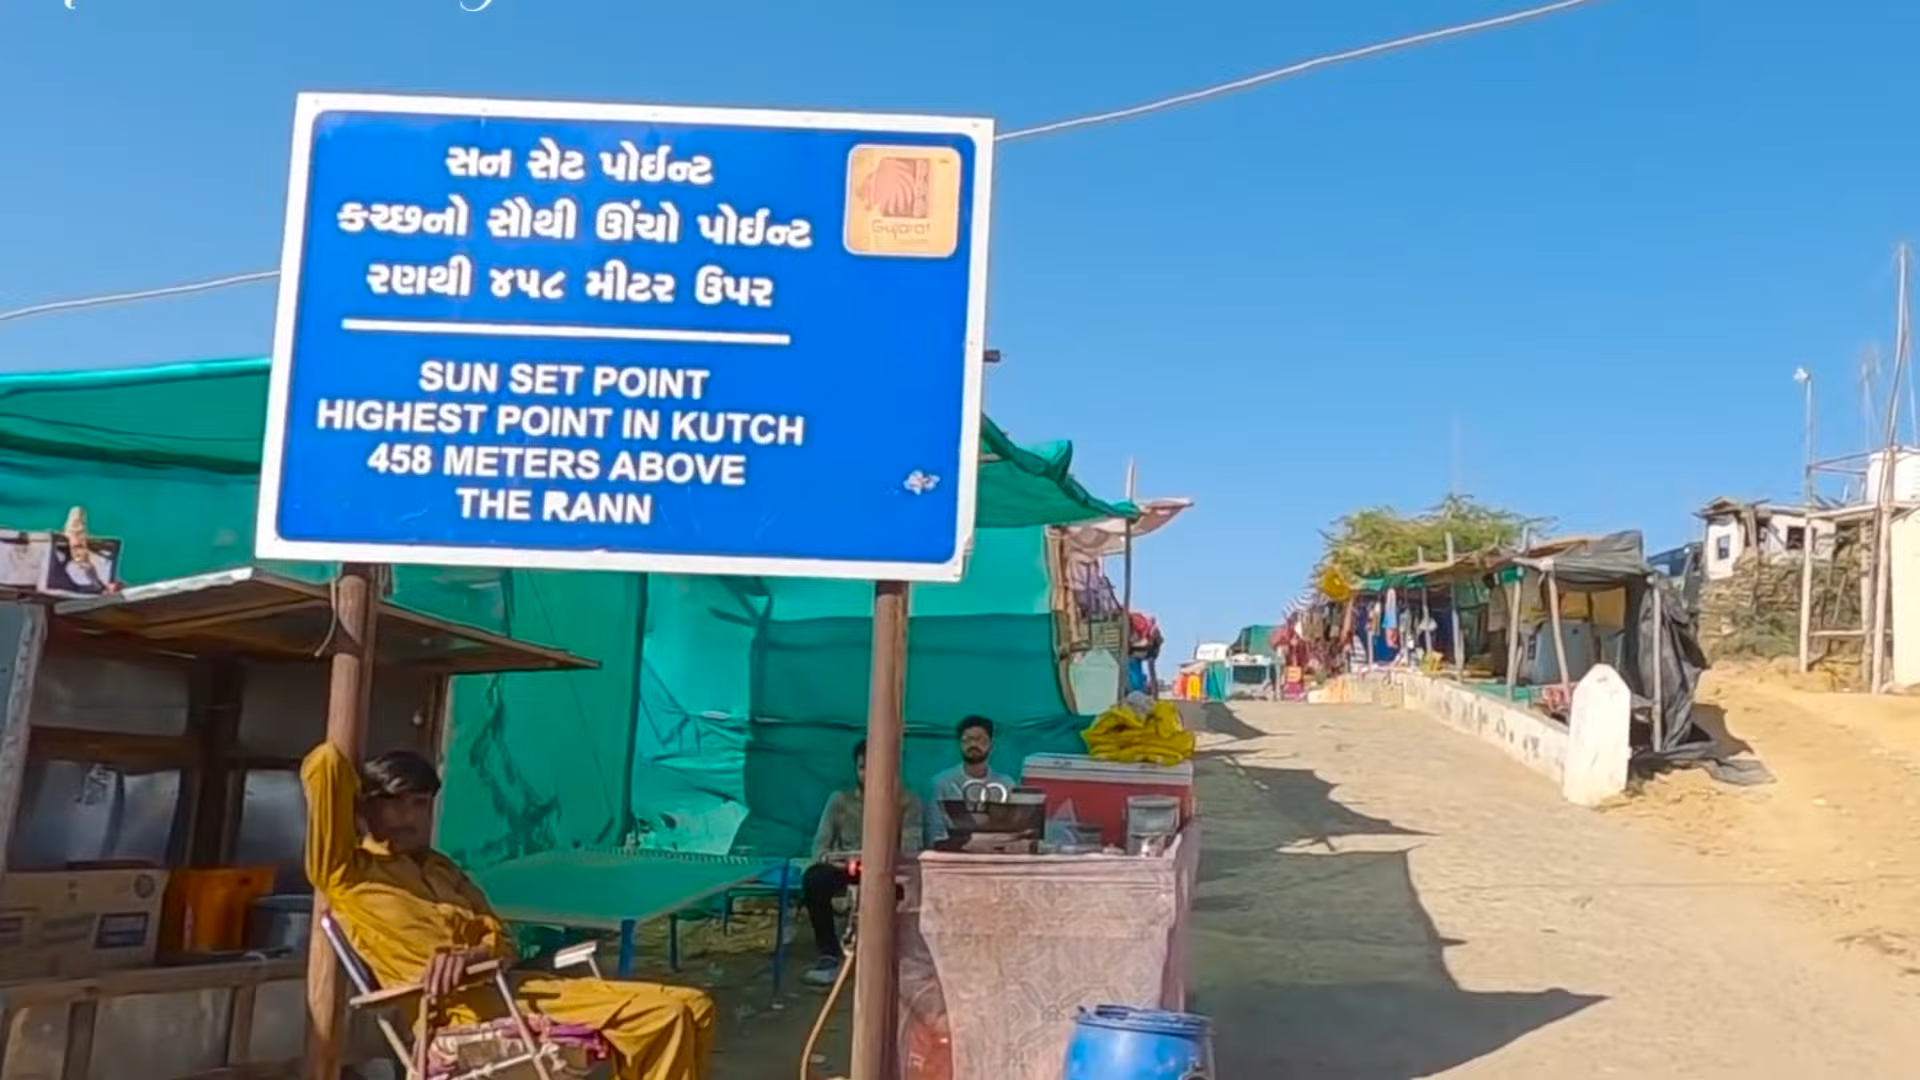 સન સેટ પોઈન્ટ
કચ્છનો સૌથી ઊંચો પોઈન્ટ
રણથી ૪૫૮ મીટર ઉપર
Gujarat
SUN SET POINT
HIGHEST POINT IN KUTCH
458 METERS ABOVE
THE RANN